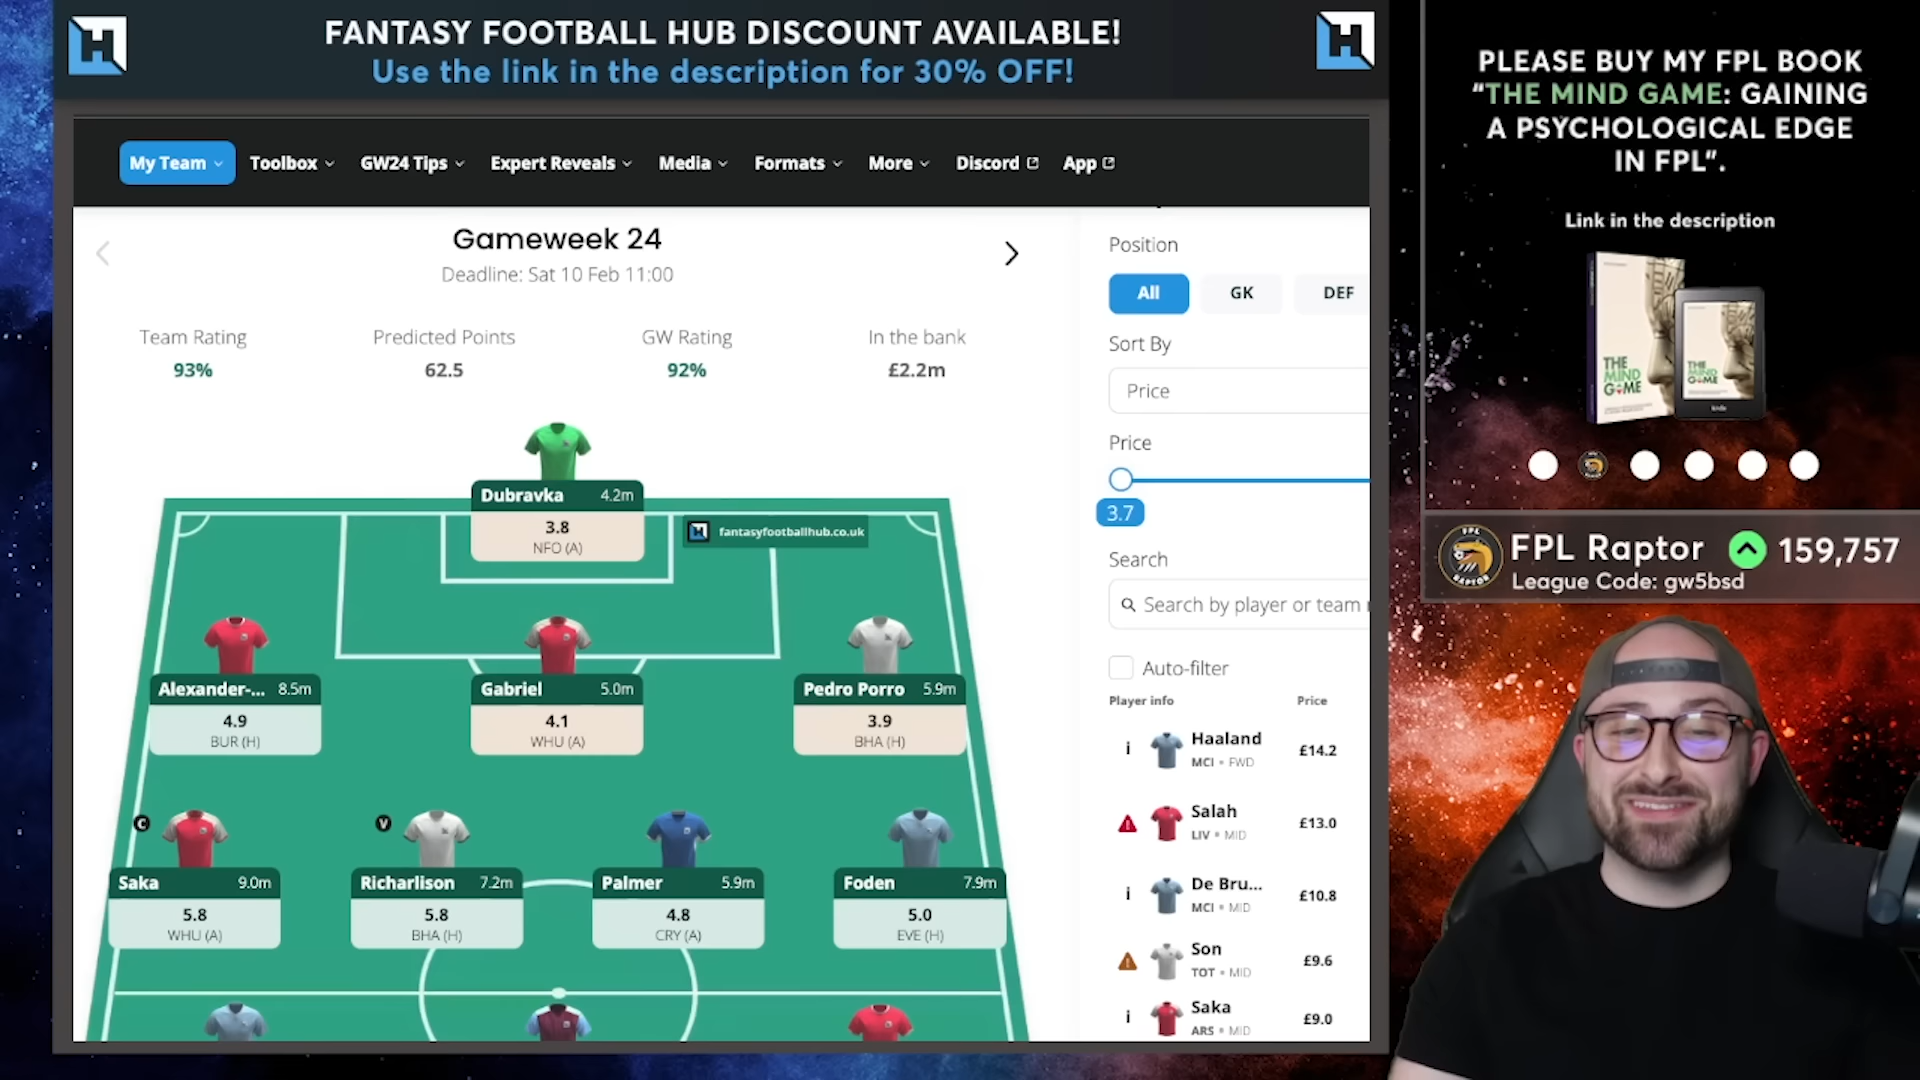 FANTASY FOOTBALL HUB DISCOUNT AVAILABLE!
Use the link in the description for 30% OFF!
My Team
Toolbox
GW24 Tips
Expert Reveals
Media
Formats
More
Discord
App
Gameweek 24
Deadline: Sat 10 Feb 11:00
Team Rating
93%
Predicted Points
62.5
GW Rating
92%
In the bank
£2.2m
Dubravka 4.2m
3.8
NFO (A)
fantasyfootballhub.co.uk
Alexander-... 8.5m
4.9
BUR (H)
Gabriel 5.0m
4.1
WHU (A)
Pedro Porro 5.9m
3.9
BHA (H)
C
Saka 9.0m
5.8
WHU (A)
V
Richarlison 7.2m
5.8
BHA (H)
Palmer 5.9m
4.8
CRY (A)
Foden 7.9m
5.0
EVE (H)
Position
All
GK
DEF
Sort By
Price
Price
3.7
Search
Search by player or team
Auto-filter
Player info Price
i Haaland £14.2
MCI • FWD
Salah £13.0
LIV • MID
i De Bru... £10.8
MCI • MID
Son £9.6
TOT • MID
i Saka £9.0
ARS • MID
PLEASE BUY MY FPL BOOK
"THE MIND GAME: GAINING
A PSYCHOLOGICAL EDGE
IN FPL".
Link in the description
THE
MIND
GAME
THE
MIND
GAME
kindle
FPL
RAPTOR
FPL Raptor 159,757
League Code: gw5bsd